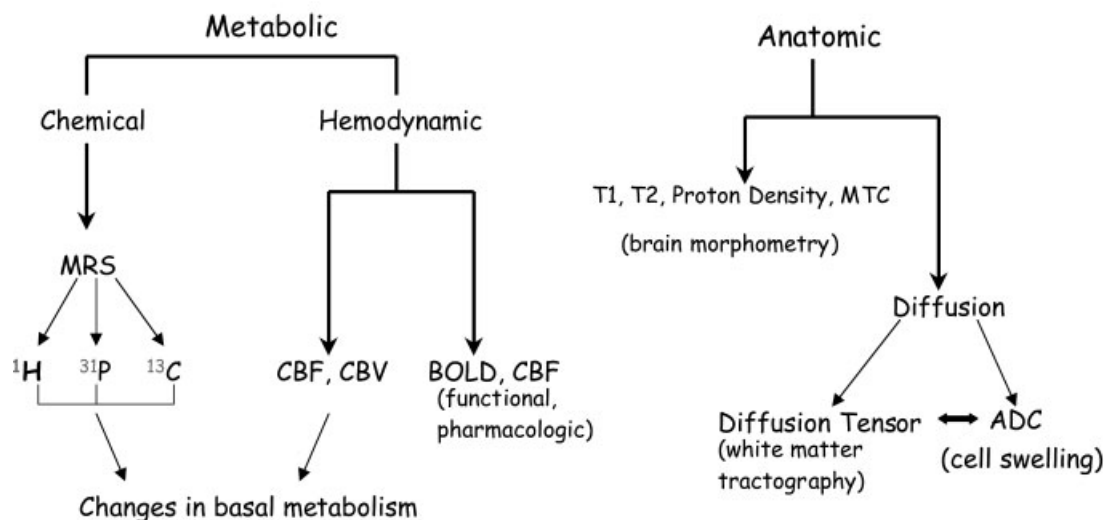 Metabolic
Chemical
Hemodynamic
MRS
¹H
³¹P
¹³C
CBF, CBV
BOLD, CBF
(functional,
pharmacologic)
Changes in basal metabolism
Anatomic
T1, T2, Proton Density, MTC
(brain morphometry)
Diffusion
Diffusion Tensor
(white matter
tractography)
ADC
(cell swelling)